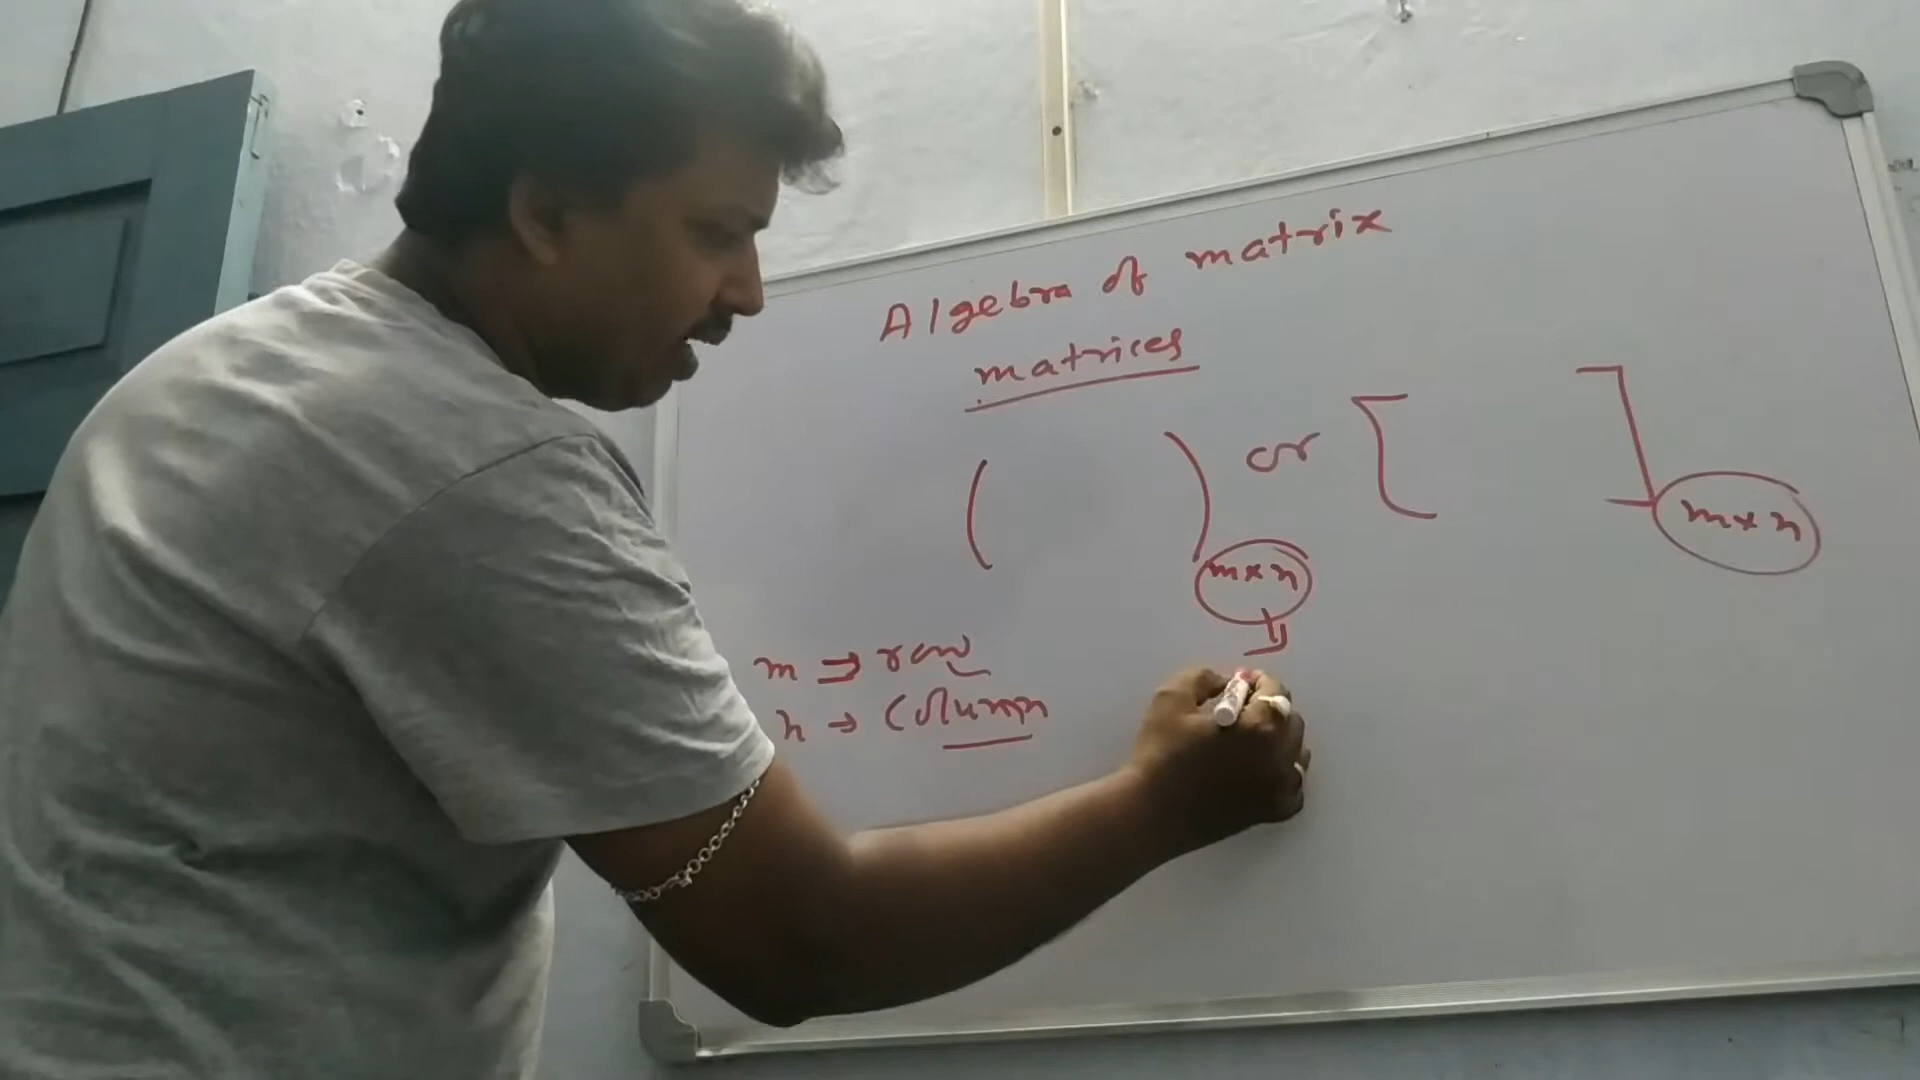 Algebra of matrix
matrices
( ) or [ ]
m×n m×n
m → row
n → Column